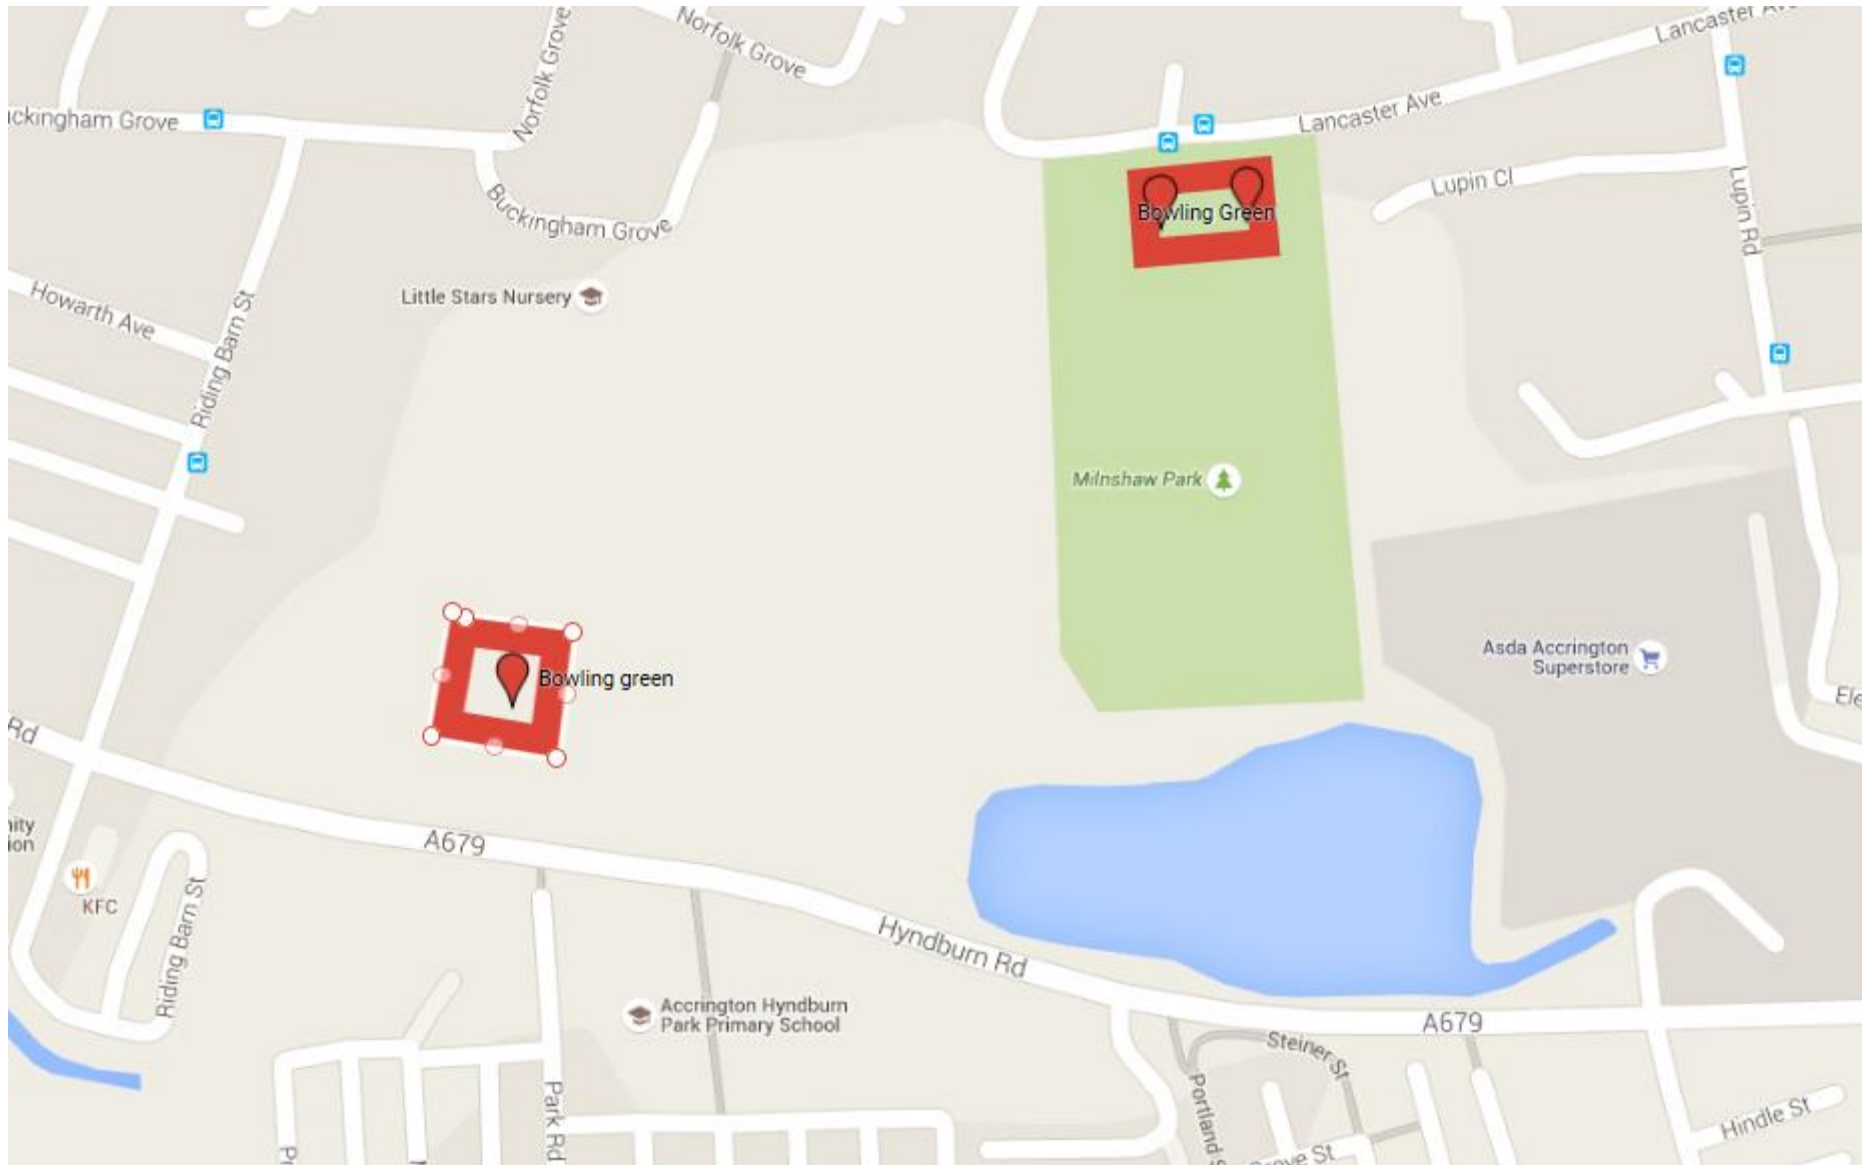 Norfolk Grove
Norfolk Grove
Lancaster
Lancaster Ave
ckingham Grove
Buckingham Grove
Lupin Cl
Lupin Rd
Bowling Green
Little Stars Nursery
Howarth Ave
Riding Barn St
Milnshaw Park
Asda Accrington
Superstore
Bowling green
Rd
A679
KFC
Riding Barn St
Hyndburn Rd
Accrington Hyndburn
Park Primary School
A679
Steiner St
Portland
Park Rd
Hindle St